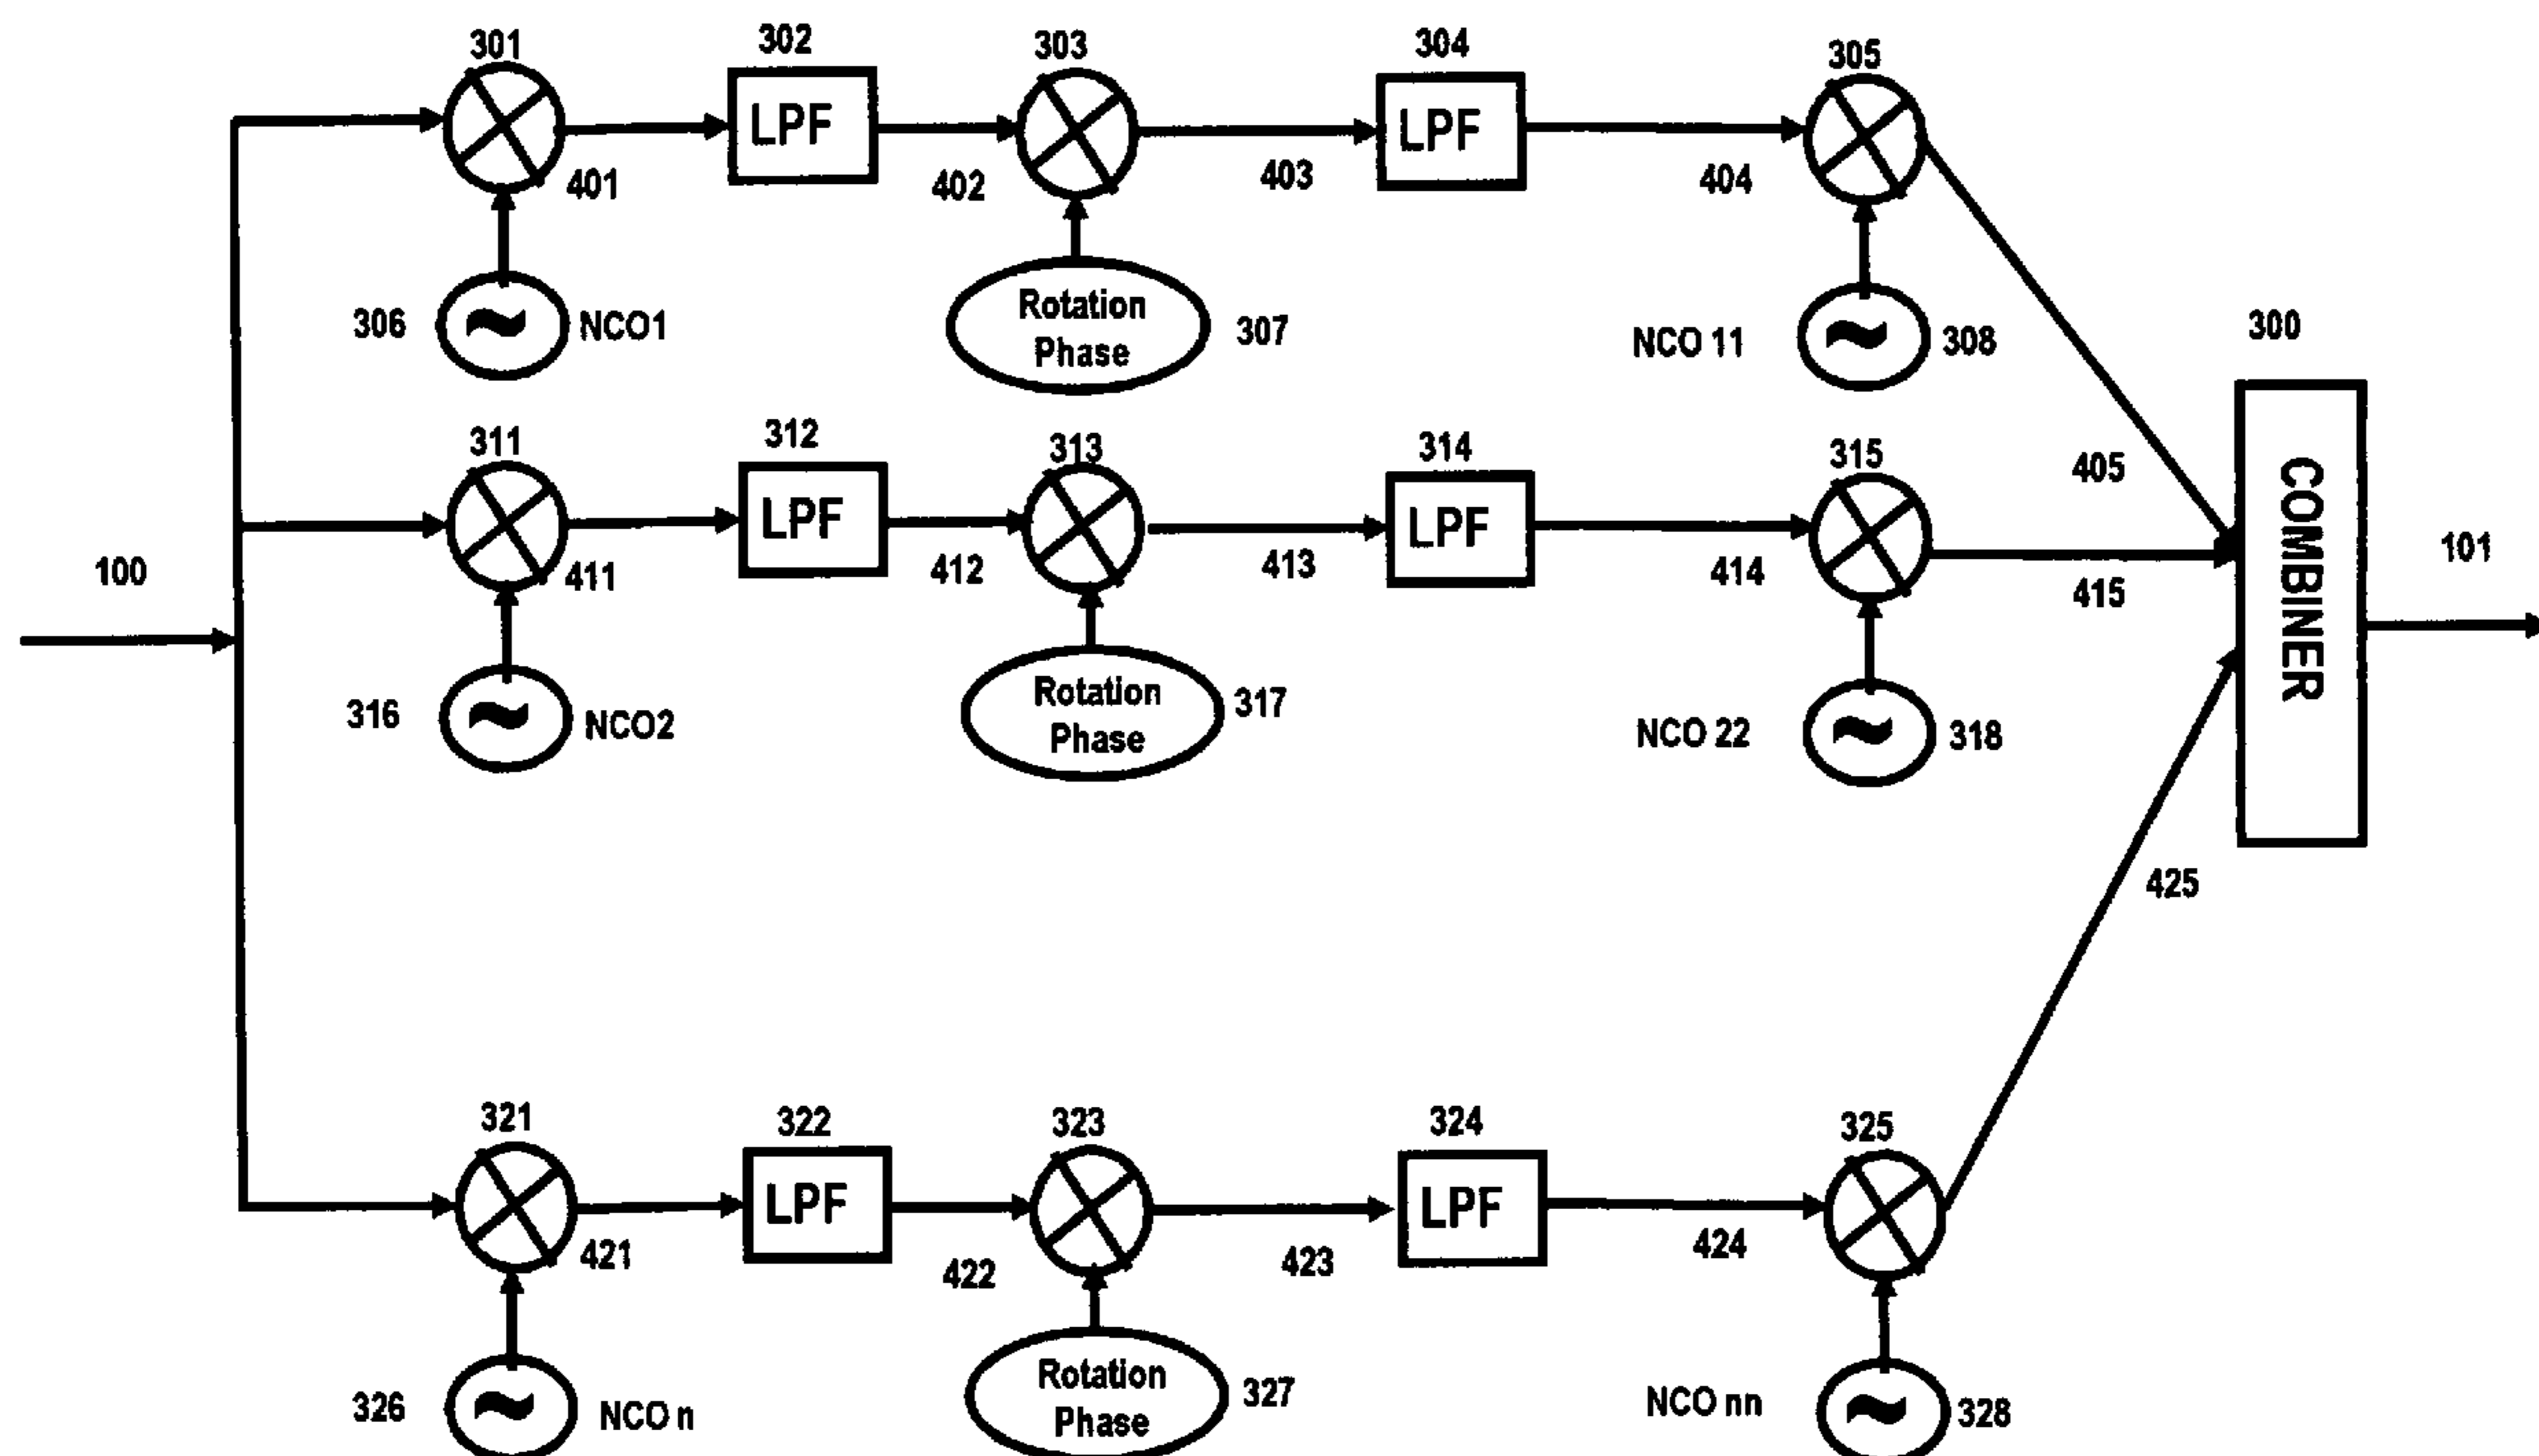 301 302 303 304 305
LPF LPF
401 402 403 404
306 NCO1 Rotation Phase 307 NCO 11 308
300
311 312 313 314 315
405
COMBINER
LPF LPF
100 411 412 413 414 415 101
316 NCO2 Rotation Phase 317 NCO 22 318
425
321 322 323 324 325
LPF LPF
421 422 423 424
326 NCO n Rotation Phase 327 NCO nn 328